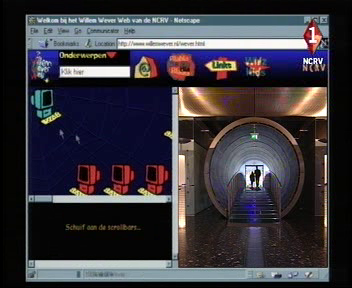 Welkom bij het Willem Wever Web van de NCRV - Netscape
1
File Edit View Go Communicator Help
Bookmarks Location http://www.willemwever.nl/wever.html
Onderwerpen
Klik hier
Links
NCRV
NCRV
Schuif aan de scrollbars...